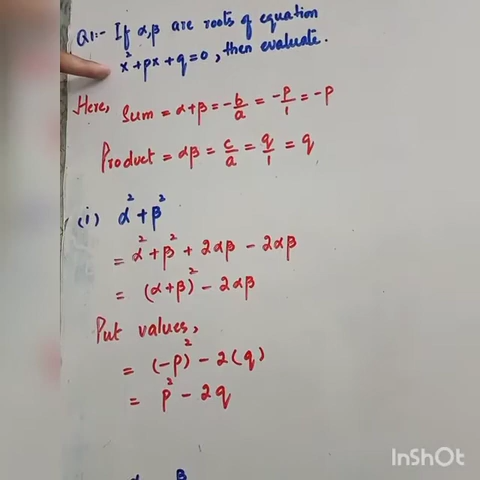 Q1:- If α,β are roots of equation
x² + px + q = 0, then evaluate.
Here, Sum = α+β = -b/a = -p/1 = -p
Product = αβ = c/a = q/1 = q
(i) α² + β²
= α² + β² + 2αβ - 2αβ
= (α+β)² - 2αβ
Put values,
= (-p)² - 2(q)
= p² - 2q
α β
InShOt